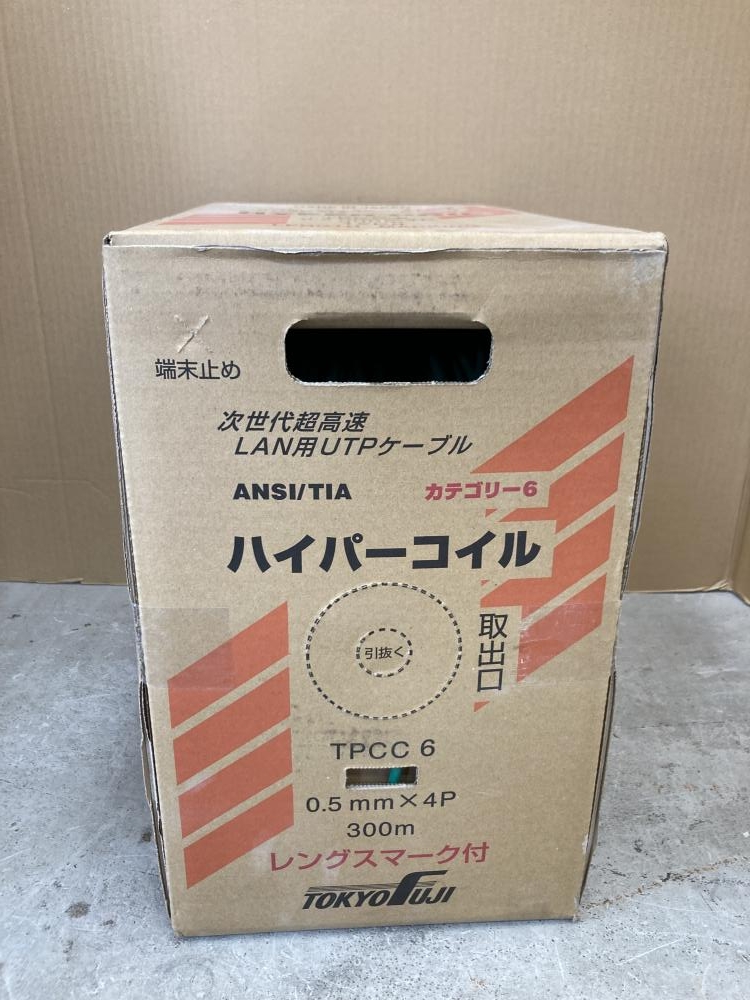 端末止め
次世代超高速
LAN用UTPケーブル
ANSI/TIA カテゴリー6
ハイパーコイル
引抜く
取出口
TPCC 6
0.5mm×4P
300m
レングスマーク付
TOKYO FUJI